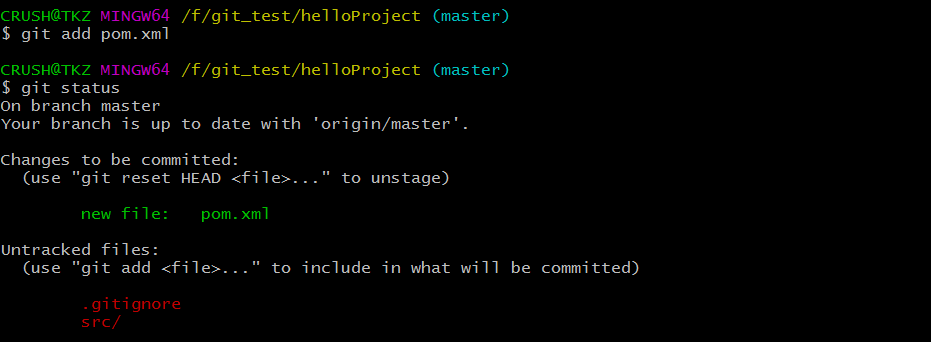 CRUSH@TKZ MINGW64 /f/git_test/helloProject (master)
$ git add pom.xml
CRUSH@TKZ MINGW64 /f/git_test/helloProject (master)
$ git status
On branch master
Your branch is up to date with 'origin/master'.
Changes to be committed:
(use "git reset HEAD <file>..." to unstage)
new file:   pom.xml
Untracked files:
(use "git add <file>..." to include in what will be committed)
.gitignore
src/